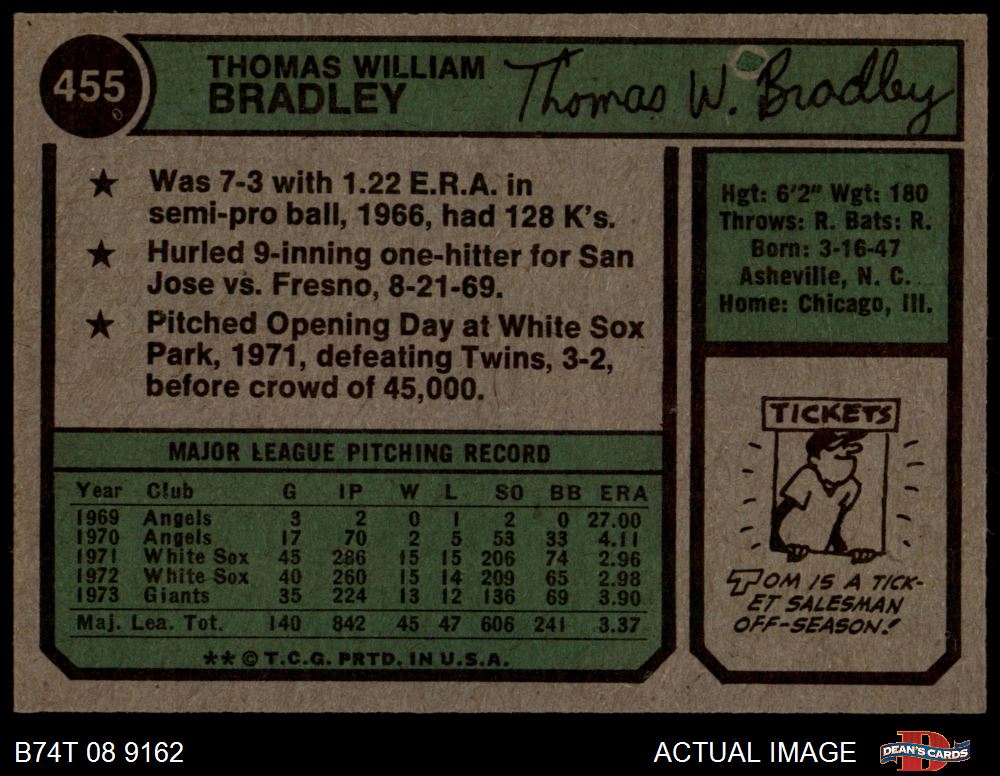 455
THOMAS WILLIAM
BRADLEY
Thomas W. Bradley
★ Was 7-3 with 1.22 E.R.A. in
semi-pro ball, 1966, had 128 K's.
★ Hurled 9-inning one-hitter for San
Jose vs. Fresno, 8-21-69.
★ Pitched Opening Day at White Sox
Park, 1971, defeating Twins, 3-2,
before crowd of 45,000.
Hgt: 6'2" Wgt: 180
Throws: R. Bats: R.
Born: 3-16-47
Asheville, N. C.
Home: Chicago, Ill.
MAJOR LEAGUE PITCHING RECORD
Year Club G IP W L SO BB ERA
1969 Angels 3 2 0 1 2 0 27.00
1970 Angels 17 70 2 5 53 33 4.11
1971 White Sox 45 286 15 15 206 74 2.96
1972 White Sox 40 260 15 14 209 65 2.98
1973 Giants 35 224 13 12 136 69 3.90
Maj. Lea. Tot. 140 842 45 47 606 241 3.37
** © T.C.G. PRTD. IN U.S.A.
TICKETS
TOM IS A TICK-
ET SALESMAN
OFF-SEASON!
B74T 08 9162
ACTUAL IMAGE
D
DEAN'S CARDS